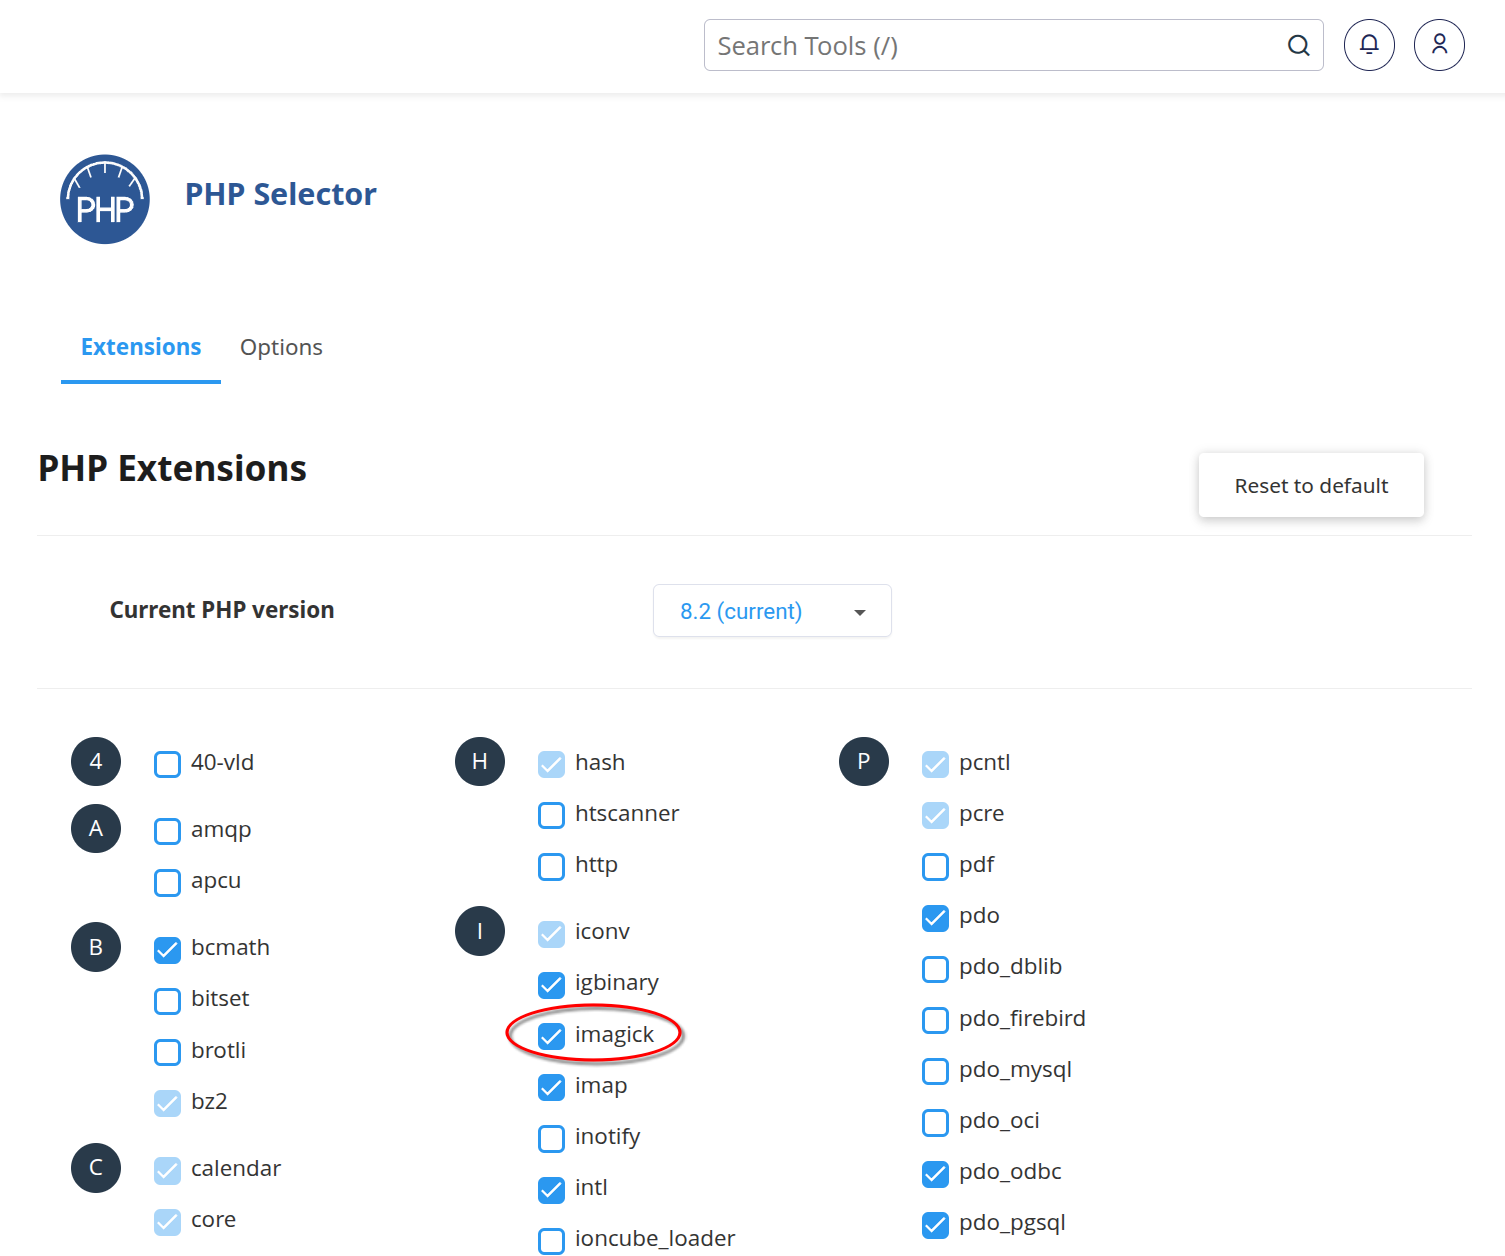 Search Tools (/)
PHP
PHP Selector
Extensions
Options
PHP Extensions
Reset to default
Current PHP version
8.2 (current)
4
40-vld
A
amqp
apcu
B
bcmath
bitset
brotli
bz2
C
calendar
core
H
hash
htscanner
http
I
iconv
igbinary
imagick
imap
inotify
intl
ioncube_loader
P
pcntl
pcre
pdf
pdo
pdo_dblib
pdo_firebird
pdo_mysql
pdo_oci
pdo_odbc
pdo_pgsql